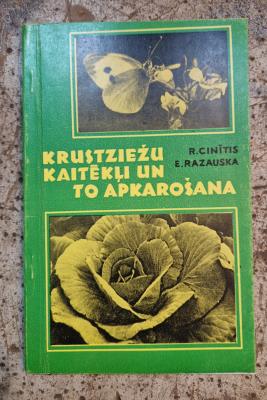 R.CINĪTIS
E.RAZAUSKA
KRUSTZIEŽU
KAITĒKĻI UN
TO APKAROŠANA